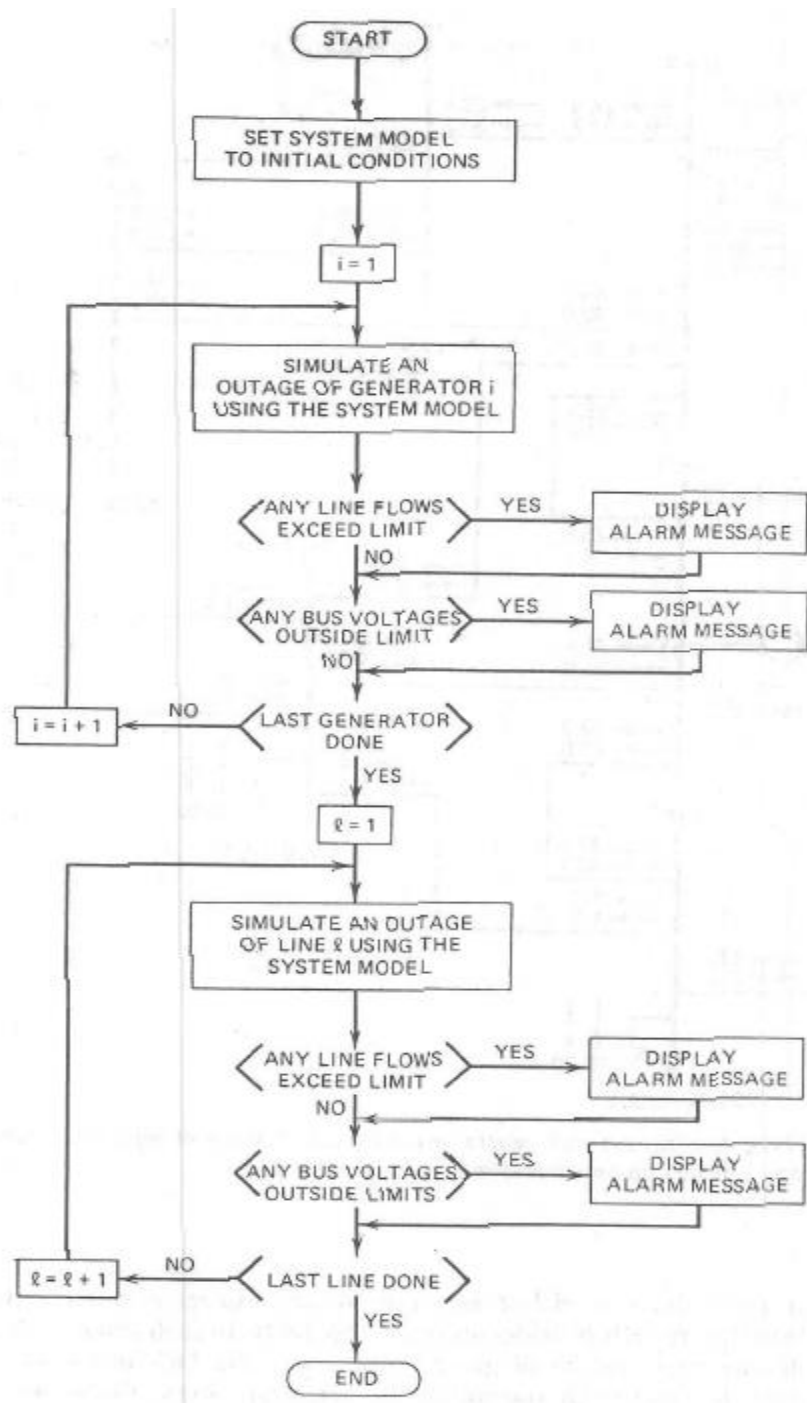 START
SET SYSTEM MODEL
TO INITIAL CONDITIONS
i = 1
SIMULATE AN
OUTAGE OF GENERATOR i
USING THE SYSTEM MODEL
ANY LINE FLOWS
EXCEED LIMIT
YES
DISPLAY
ALARM MESSAGE
NO
ANY BUS VOLTAGES
OUTSIDE LIMIT
YES
DISPLAY
ALARM MESSAGE
NO
LAST GENERATOR
DONE
NO
i = i + 1
YES
ℓ = 1
SIMULATE AN OUTAGE
OF LINE ℓ USING THE
SYSTEM MODEL
ANY LINE FLOWS
EXCEED LIMIT
YES
DISPLAY
ALARM MESSAGE
NO
ANY BUS VOLTAGES
OUTSIDE LIMITS
YES
DISPLAY
ALARM MESSAGE
LAST LINE DONE
NO
ℓ = ℓ + 1
YES
END